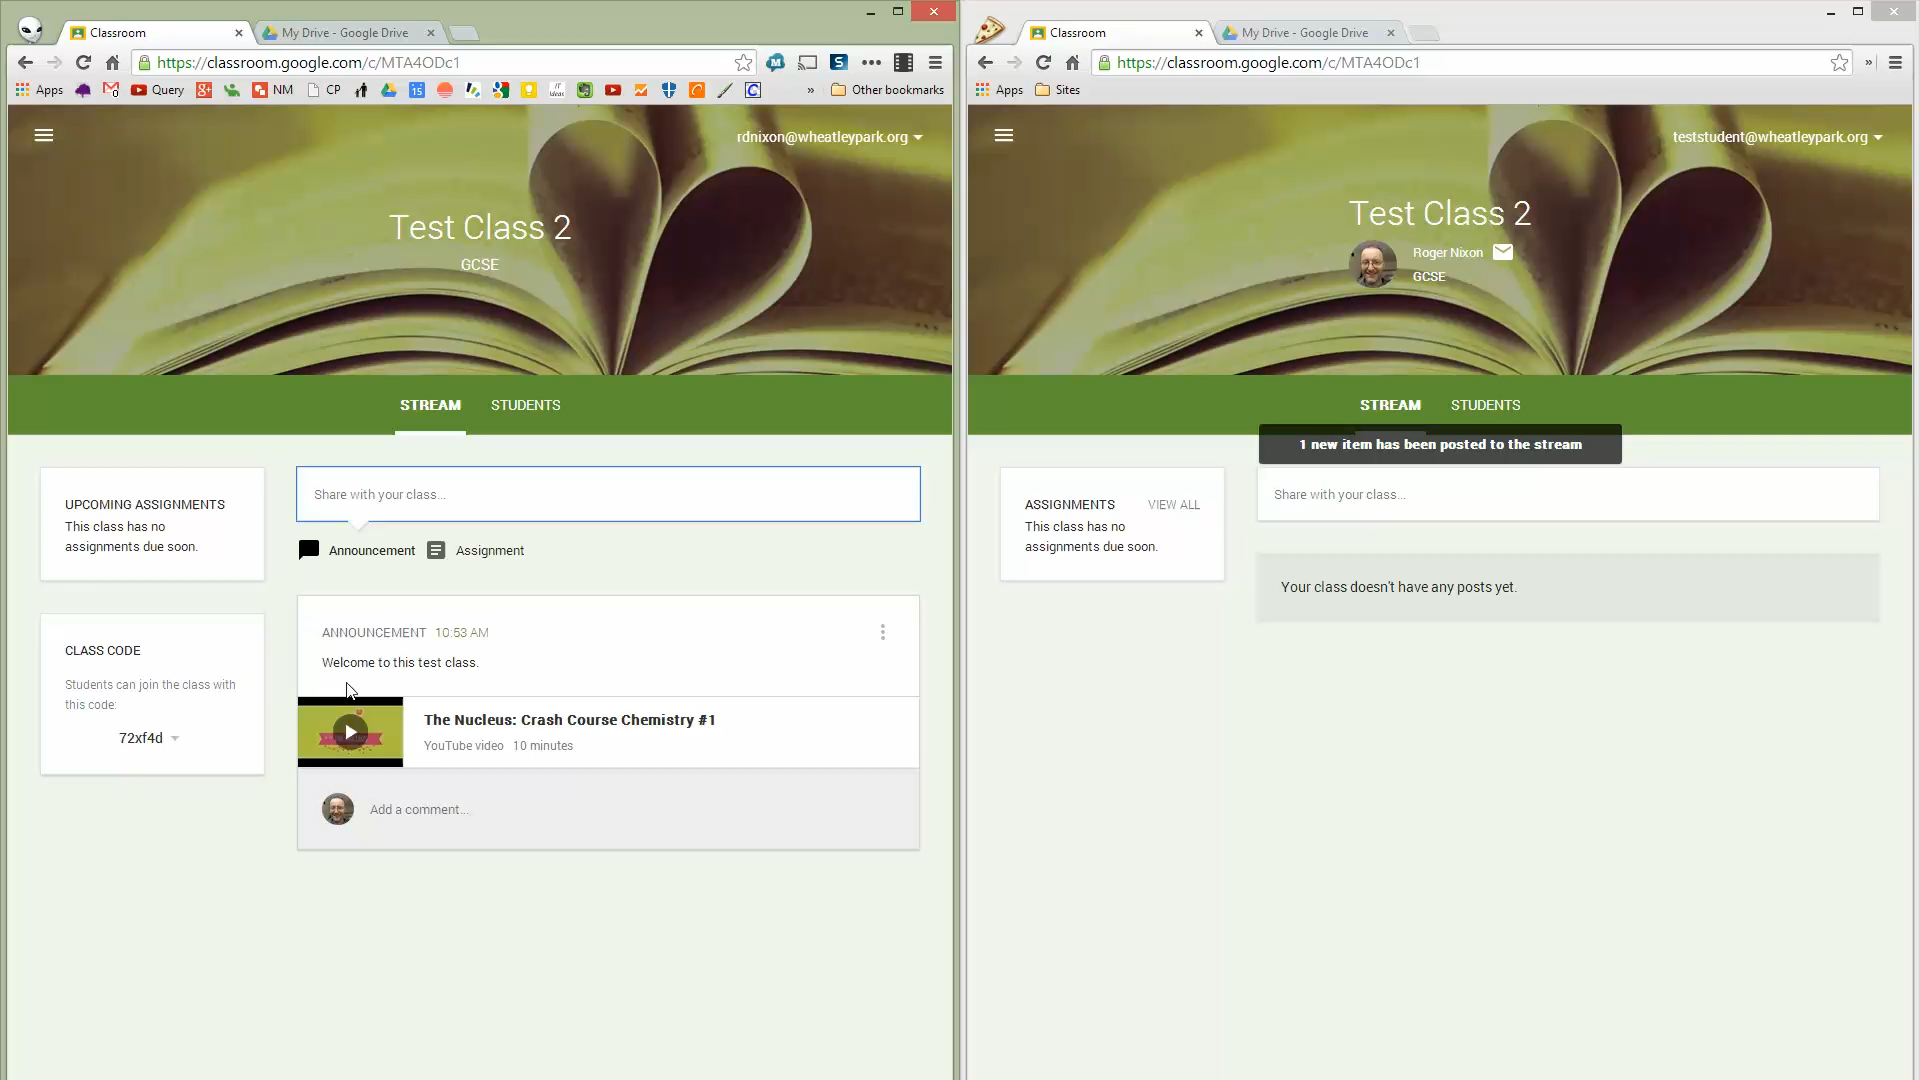 Classroom
My Drive - Google Drive
https://classroom.google.com/c/MTA4ODc1
Apps
Query
NM
CP
Other bookmarks
rdnixon@wheatleypark.org
Test Class 2
GCSE
STREAM STUDENTS
UPCOMING ASSIGNMENTS
This class has no
assignments due soon.
CLASS CODE
Students can join the class with
this code:
72xf4d
Share with your class...
Announcement Assignment
ANNOUNCEMENT 10:53 AM
Welcome to this test class.
The Nucleus: Crash Course Chemistry #1
YouTube video 10 minutes
Add a comment...
Classroom
My Drive - Google Drive
https://classroom.google.com/c/MTA4ODc1
Apps Sites
teststudent@wheatleypark.org
Test Class 2
Roger Nixon
GCSE
STREAM STUDENTS
1 new item has been posted to the stream
ASSIGNMENTS VIEW ALL
This class has no
assignments due soon.
Share with your class...
Your class doesn't have any posts yet.